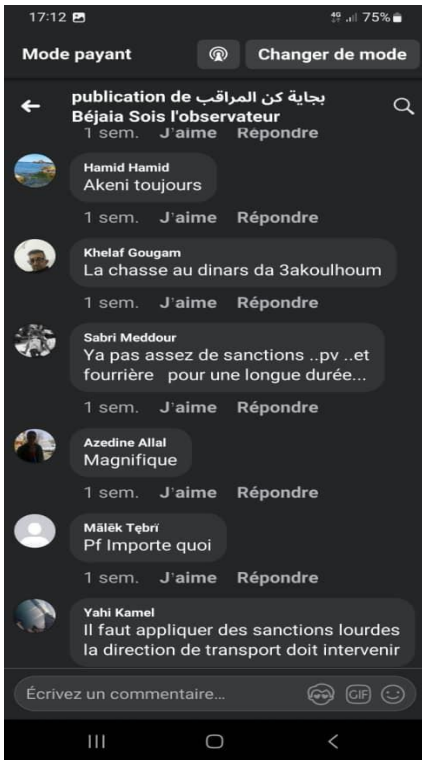 17:12
4G 75%
Mode payant
Changer de mode
publication de بجاية كن المراقب
Béjaia Sois l'observateur
1 sem. J'aime Répondre
Hamid Hamid
Akeni toujours
1 sem. J'aime Répondre
Khelaf Gougam
La chasse au dinars da 3akoulhoum
1 sem. J'aime Répondre
Sabri Meddour
Ya pas assez de sanctions ..pv ..et
fourrière pour une longue durée...
1 sem. J'aime Répondre
Azedine Allal
Magnifique
1 sem. J'aime Répondre
Mālēk Tębrï
Pf Importe quoi
1 sem. J'aime Répondre
Yahi Kamel
Il faut appliquer des sanctions lourdes
la direction de transport doit intervenir
Écrivez un commentaire...
GIF